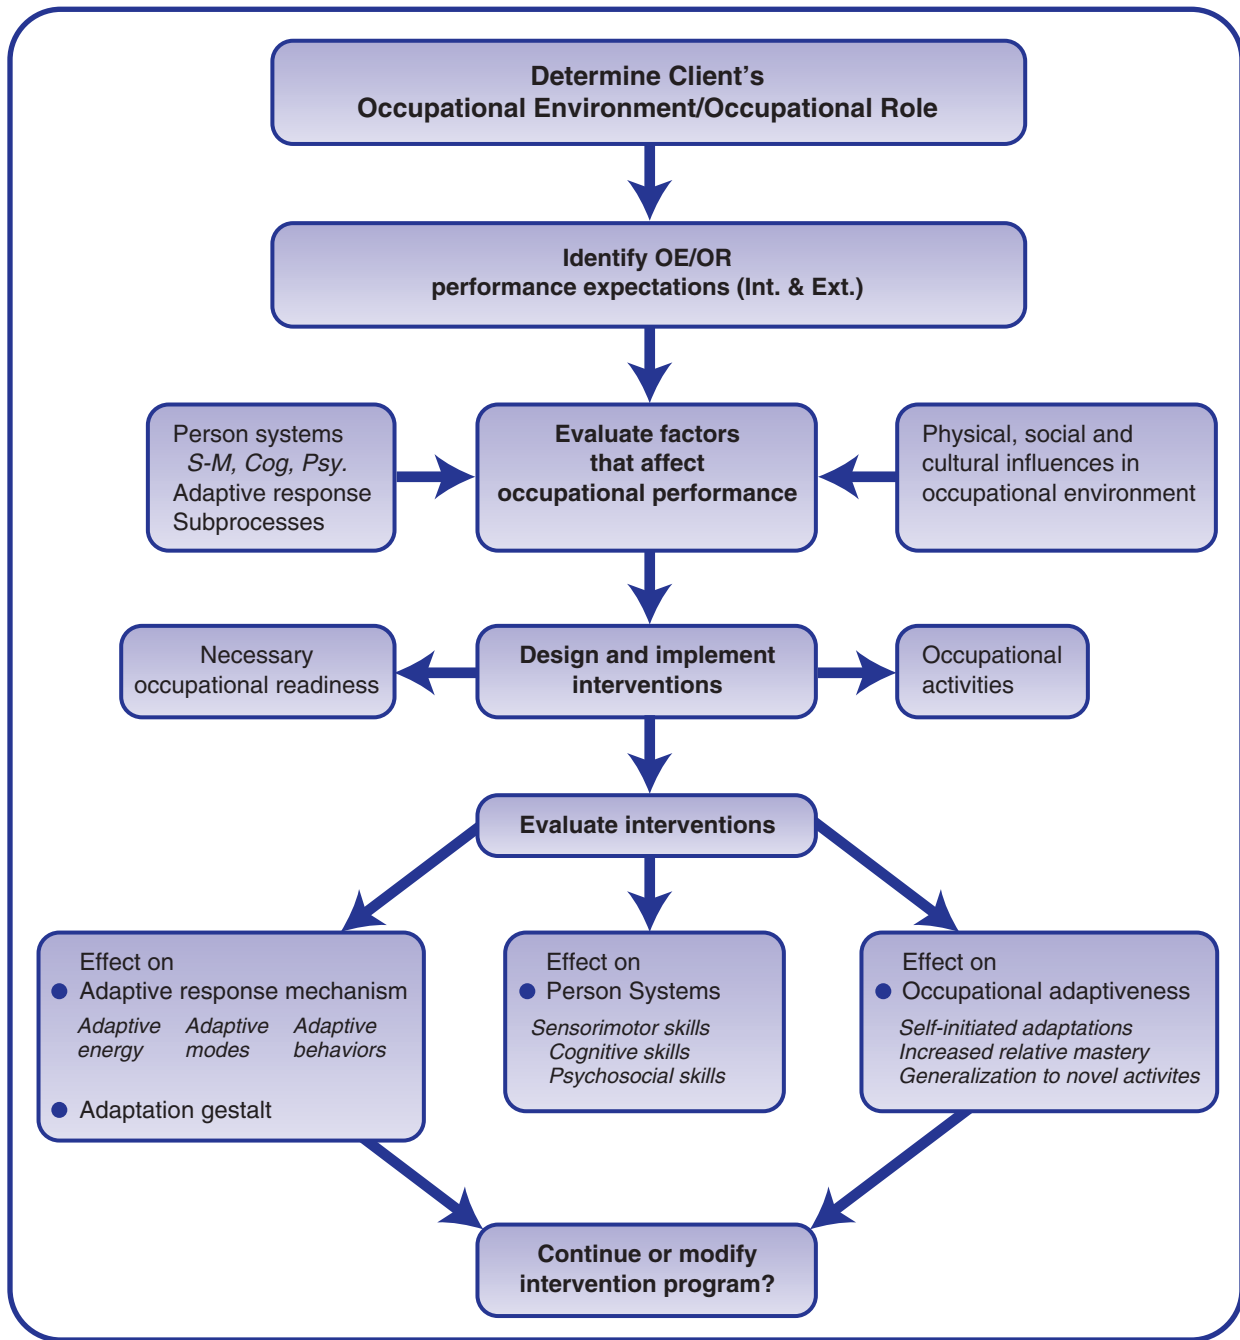 Determine Client’s
Occupational Environment/Occupational Role
Identify OE/OR
performance expectations (Int. & Ext.)
Person systems
S-M, Cog, Psy.
Adaptive response
Subprocesses
Evaluate factors
that affect
occupational performance
Physical, social and
cultural influences in
occupational environment
Necessary
occupational readiness
Design and implement
interventions
Occupational
activities
Evaluate interventions
Effect on
● Adaptive response mechanism
Adaptive energy
Adaptive modes
Adaptive behaviors
● Adaptation gestalt
Effect on
● Person Systems
Sensorimotor skills
Cognitive skills
Psychosocial skills
Effect on
● Occupational adaptiveness
Self-initiated adaptations
Increased relative mastery
Generalization to novel activites
Continue or modify
intervention program?